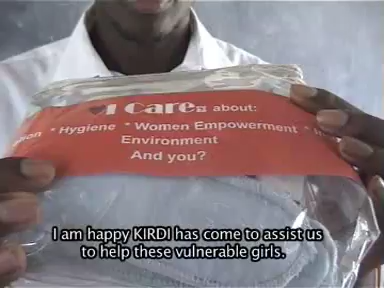 I care about:
* Hygiene * Women Empowerment *
Environment
And you?
I am happy KIRDI has come to assist us
to help these vulnerable girls.